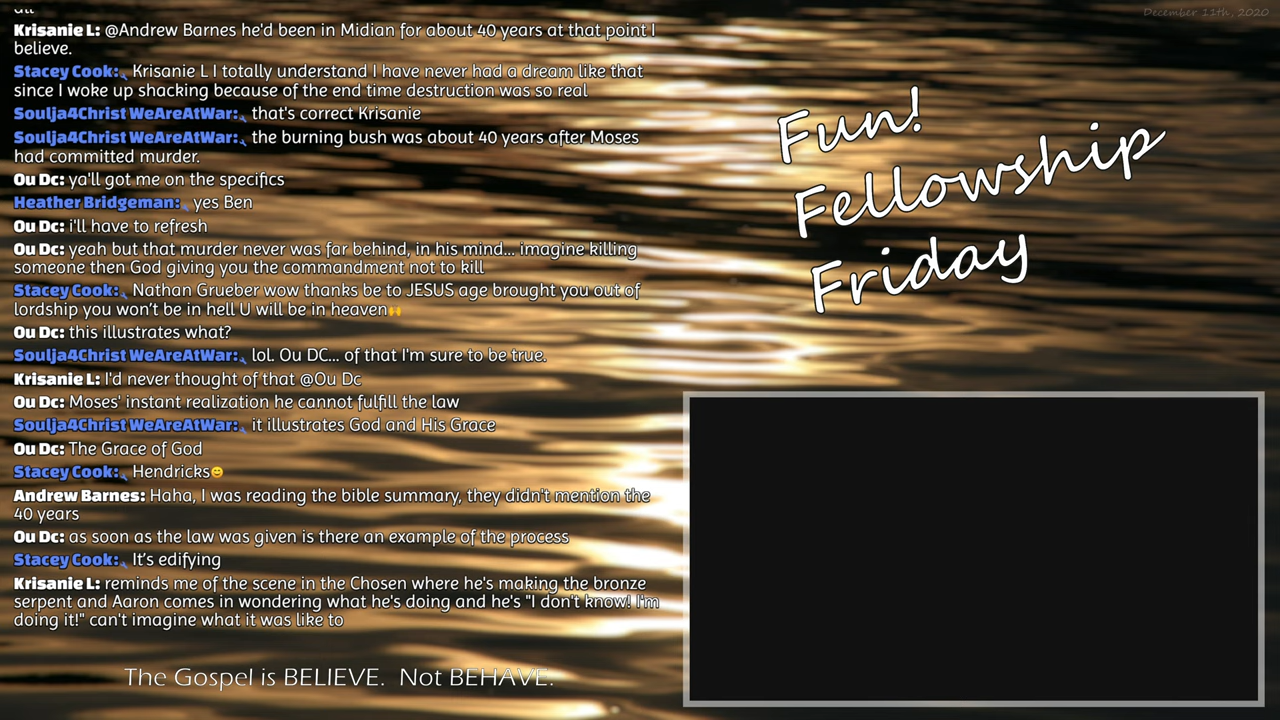 December 11th, 2020
Krisanie L: @Andrew Barnes he'd been in Midian for about 40 years at that point I
believe.
Stacey Cook: Krisanie L I totally understand I have never had a dream like that
since I woke up shacking because of the end time destruction was so real
Soulja4Christ WeAreAtWar: that's correct Krisanie
Soulja4Christ WeAreAtWar: the burning bush was about 40 years after Moses
had committed murder.
Ou Dc: ya'll got me on the specifics
Heather Bridgeman: yes Ben
Ou Dc: i'll have to refresh
Ou Dc: yeah but that murder never was far behind, in his mind... imagine killing
someone then God giving you the commandment not to kill
Stacey Cook: Nathan Grueber wow thanks be to JESUS age brought you out of
lordship you won't be in hell U will be in heaven🙌
Ou Dc: this illustrates what?
Soulja4Christ WeAreAtWar: lol. Ou DC... of that I'm sure to be true.
Krisanie L: I'd never thought of that @Ou Dc
Ou Dc: Moses' instant realization he cannot fulfill the law
Soulja4Christ WeAreAtWar: it illustrates God and His Grace
Ou Dc: The Grace of God
Stacey Cook: Hendricks😊
Andrew Barnes: Haha, I was reading the bible summary, they didn't mention the
40 years
Ou Dc: as soon as the law was given is there an example of the process
Stacey Cook: It's edifying
Krisanie L: reminds me of the scene in the Chosen where he's making the bronze
serpent and Aaron comes in wondering what he's doing and he's "I don't know! I'm
doing it!" can't imagine what it was like to
The Gospel is BELIEVE. Not BEHAVE.
Fun!
Fellowship
Friday